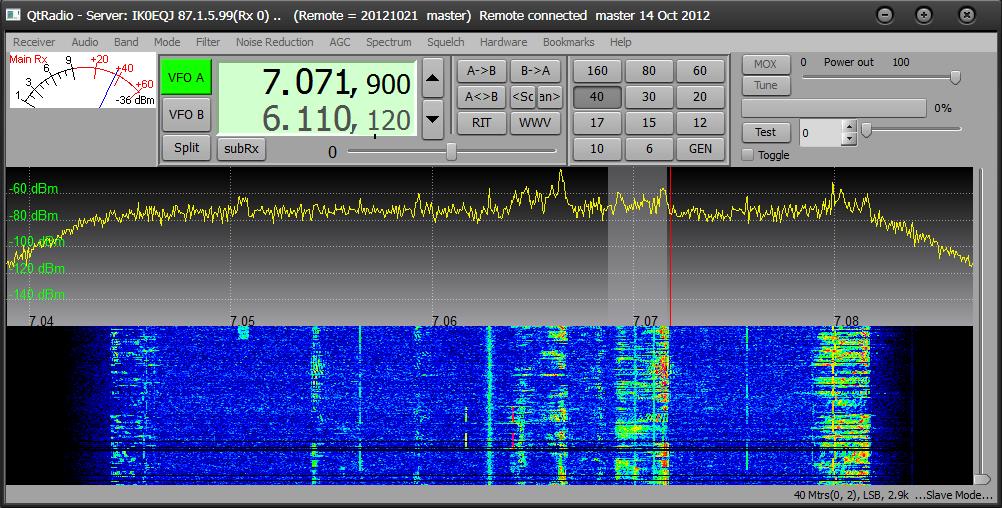 QtRadio - Server: IK0EQJ 87.1.5.99(Rx 0) .. (Remote = 20121021 master) Remote connected master 14 Oct 2012
Receiver Audio Band Mode Filter Noise Reduction AGC Spectrum Squelch Hardware Bookmarks Help
Main Rx
1 3 6 9 +20 +40 +60
-36 dBm
VFO A
VFO B
Split
7.071, 900
6.110, 120
subRx
0
A->B B->A
A<>B <Sc an>
RIT WWV
160 80 60
40 30 20
17 15 12
10 6 GEN
MOX 0 Power out 100
Tune
0%
Test 0
Toggle
-60 dBm
-80 dBm
-100 dBm
-120 dBm
-140 dBm
7.04 7.05 7.06 7.07 7.08
40 Mtrs(0, 2), LSB, 2.9k ...Slave Mode...